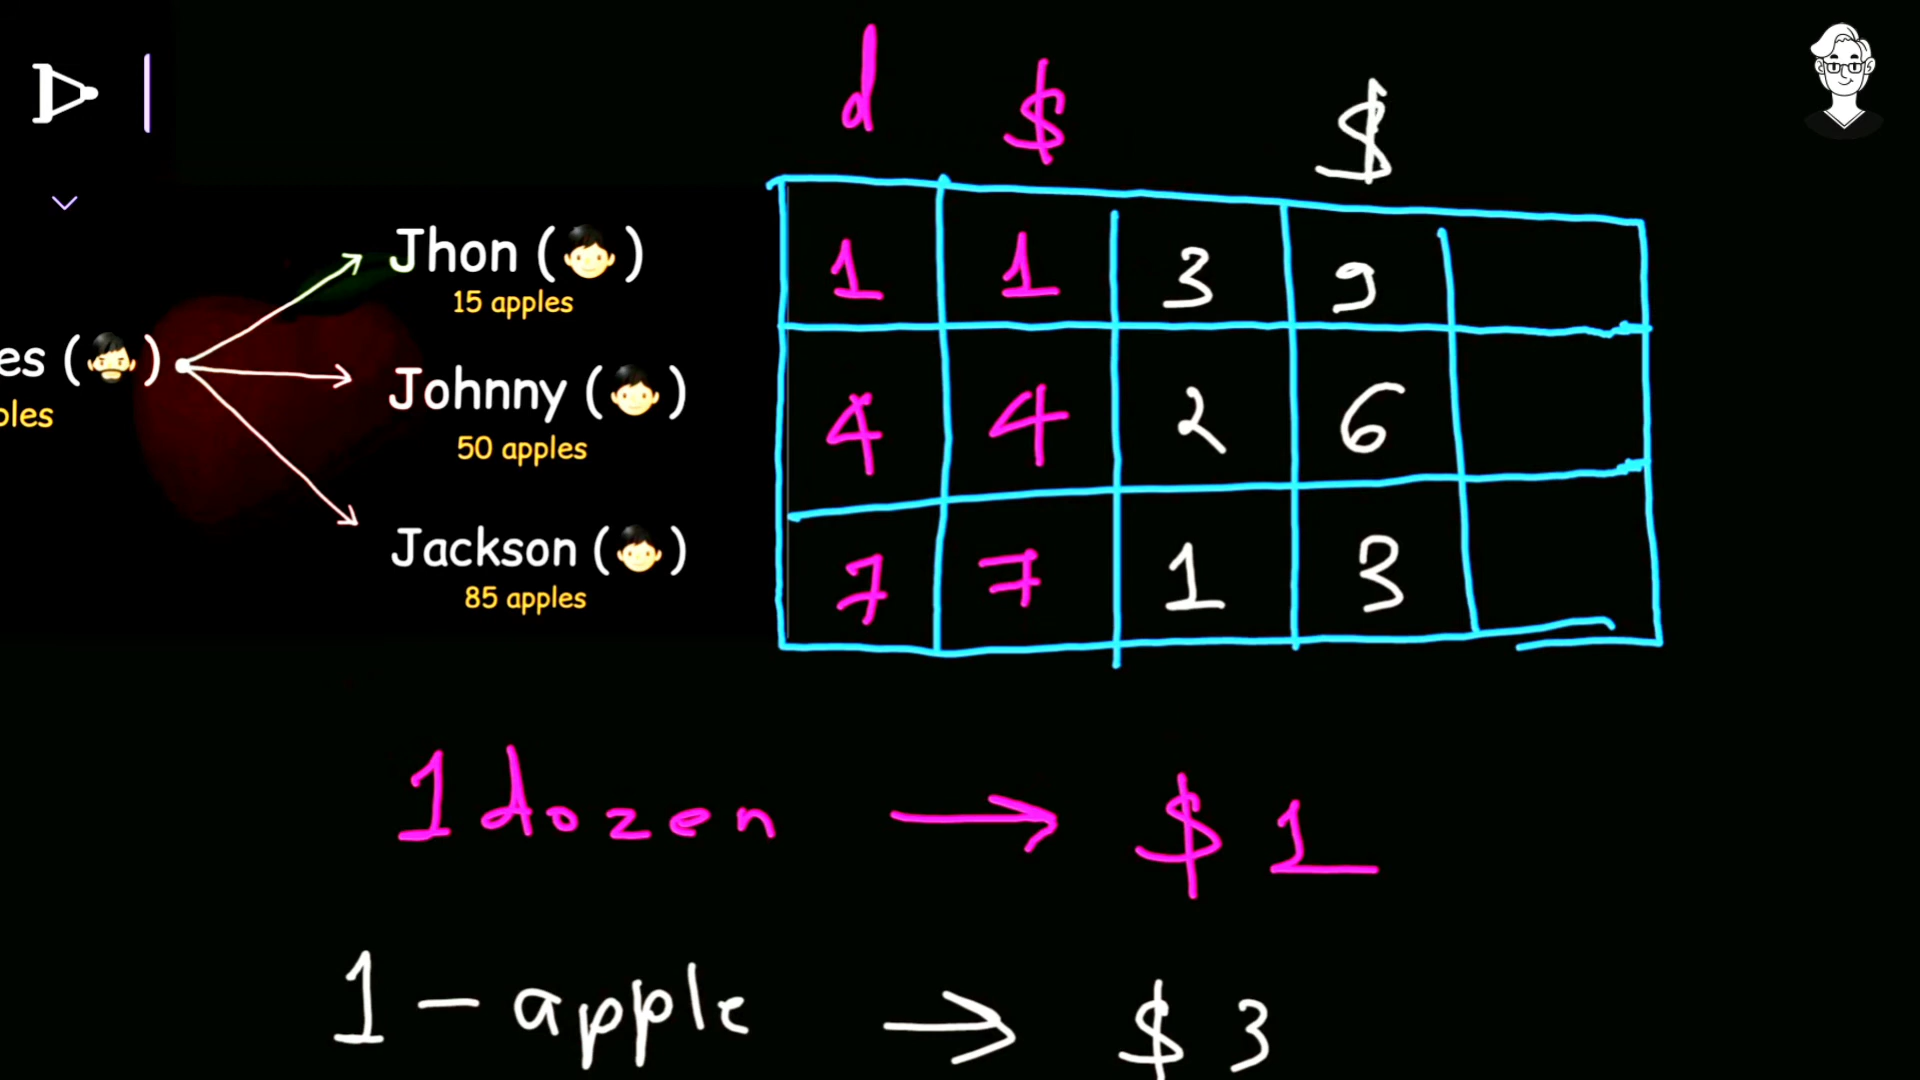 d $ $
Jhon ( )
15 apples
1 1 3 9
es ( )
ples
Johnny ( )
50 apples
4 4 2 6
Jackson ( )
85 apples
7 7 1 3
1 dozen → $ 1
1 - apple → $ 3